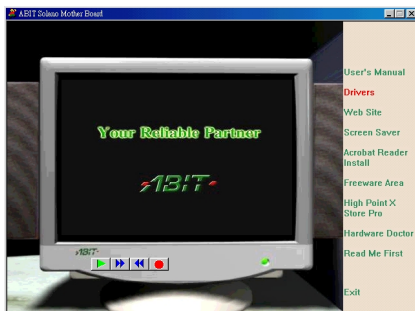 ABIT Solano Mother Board
User's Manual
Drivers
Web Site
Screen Saver
Acrobat Reader
Install
Freeware Area
High Point X
Store Pro
Hardware Doctor
Read Me First
Exit
Your Reliable Partner
ABIT
ABIT